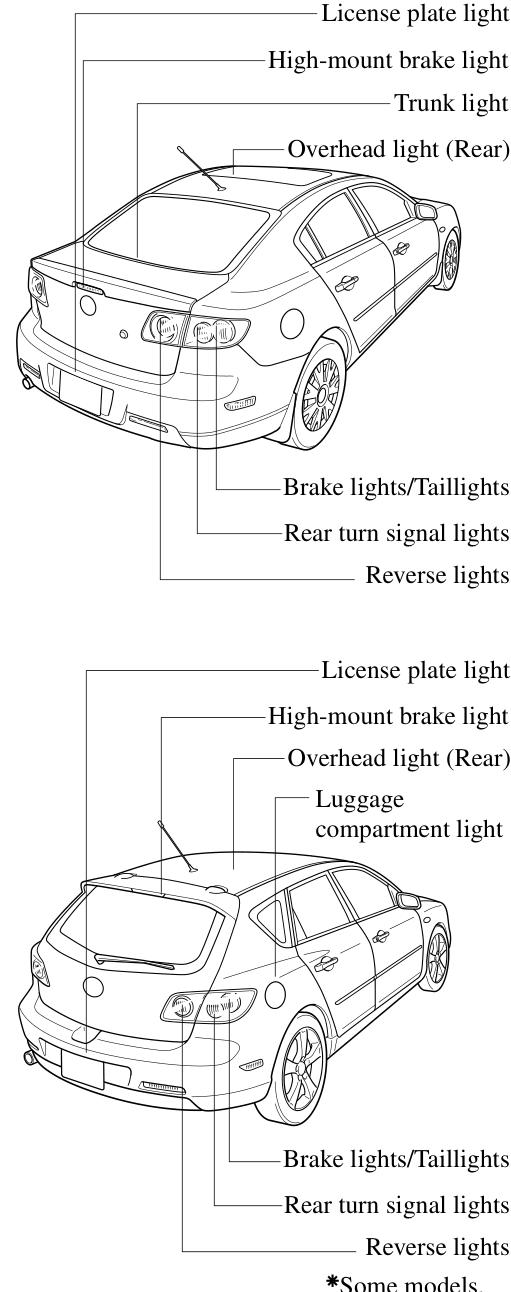 License plate light
High-mount brake light
Trunk light
Overhead light (Rear)
Brake lights/Taillights
Rear turn signal lights
Reverse lights
License plate light
High-mount brake light
Overhead light (Rear)
Luggage
compartment light
Brake lights/Taillights
Rear turn signal lights
Reverse lights
*Some models.